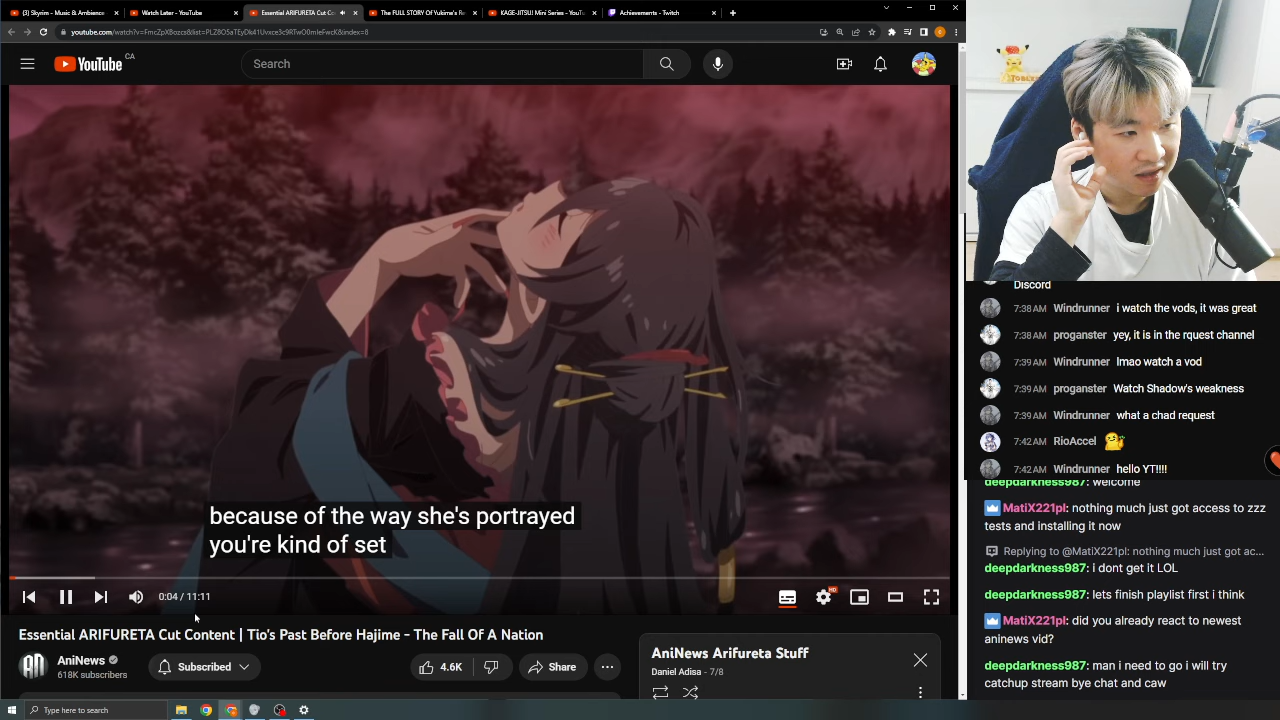 (3) Skyrim - Music & Ambience
Watch Later - YouTube
Essential ARIFURETA Cut C
The FULL STORY Of Yukime's R
KAGE-JITSU! Mini Series - YouT
Achievements - Twitch
YouTube CA
Search
because of the way she's portrayed
you're kind of set
0:04 / 11:11
HD
Essential ARIFURETA Cut Content | Tio's Past Before Hajime - The Fall Of A Nation
AniNews
618K subscribers
Subscribed
4.6K
Share
AniNews Arifureta Stuff
Daniel Adisa - 7/8
Discord
7:38 AM Windrunner i watch the vods, it was great
7:38 AM proganster yey, it is in the rquest channel
7:39 AM Windrunner lmao watch a vod
7:39 AM proganster Watch Shadow's weakness
7:39 AM Windrunner what a chad request
7:42 AM RioAccel
7:42 AM Windrunner hello YT!!!!
deepdarkness987: welcome
MatiX221pl: nothing much just got access to zzz
tests and installing it now
Replying to @MatiX221pl: nothing much just got ac...
deepdarkness987: i dont get it LOL
deepdarkness987: lets finish playlist first i think
MatiX221pl: did you already react to newest
aninews vid?
deepdarkness987: man i need to go i will try
catchup stream bye chat and caw
Type here to search